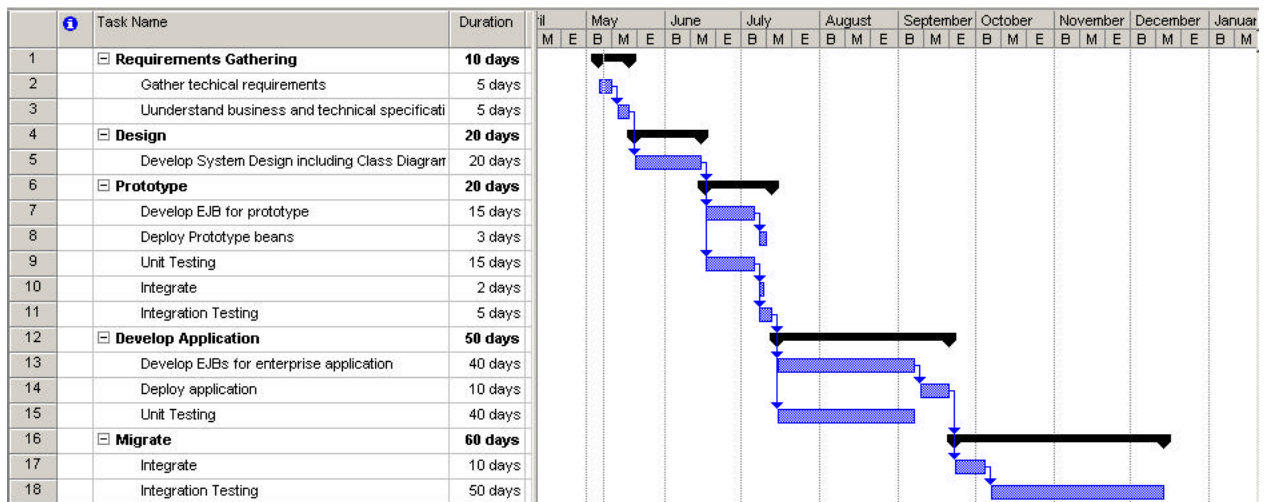 Task Name Duration il May June July August September October November December Januar
M E B M E B M E B M E B M E B M E B M E B M E B M E B M
1 Requirements Gathering 10 days
2 Gather techical requirements 5 days
3 Uunderstand business and technical specificati 5 days
4 Design 20 days
5 Develop System Design including Class Diagram 20 days
6 Prototype 20 days
7 Develop EJB for prototype 15 days
8 Deploy Prototype beans 3 days
9 Unit Testing 15 days
10 Integrate 2 days
11 Integration Testing 5 days
12 Develop Application 50 days
13 Develop EJBs for enterprise application 40 days
14 Deploy application 10 days
15 Unit Testing 40 days
16 Migrate 60 days
17 Integrate 10 days
18 Integration Testing 50 days